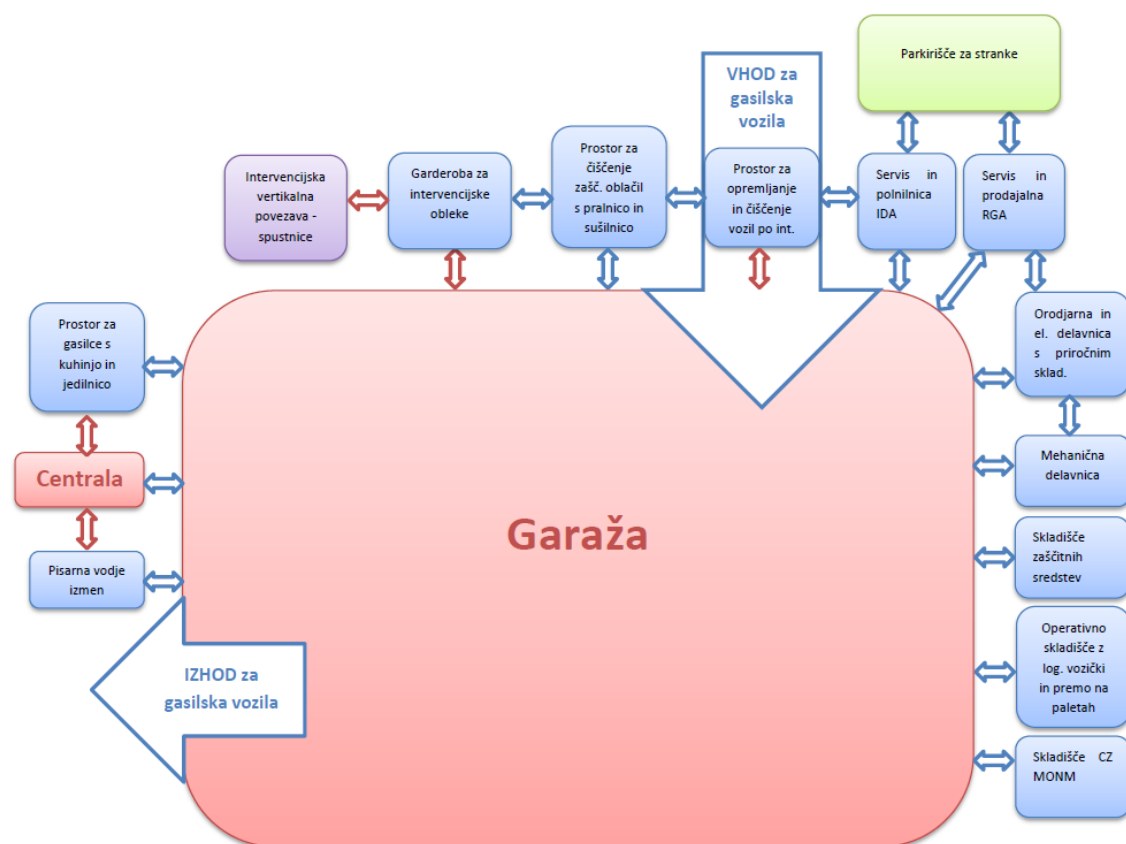 Parkirišče za stranke
VHOD za
gasilska
vozila
Intervencijska
vertikalna
povezava -
spustnice
Garderoba za
intervencijske
obleke
Prostor za
čiščenje
zašč. oblačil
s pralnico in
sušilnico
Prostor za
opremljanje
in čiščenje
vozil po int.
Servis in
polnilnica
IDA
Servis in
prodajalna
RGA
Prostor za
gasilce s
kuhinjo in
jedilnico
Centrala
Pisarna vodje
izmen
IZHOD za
gasilska vozila
Garaža
Orodjarna in
el. delavnica
s priročnim
sklad.
Mehanična
delavnica
Skladišče
zaščitnih
sredstev
Operativno
skladišče z
log. vozički
in premo na
paletah
Skladišče CZ
MONM